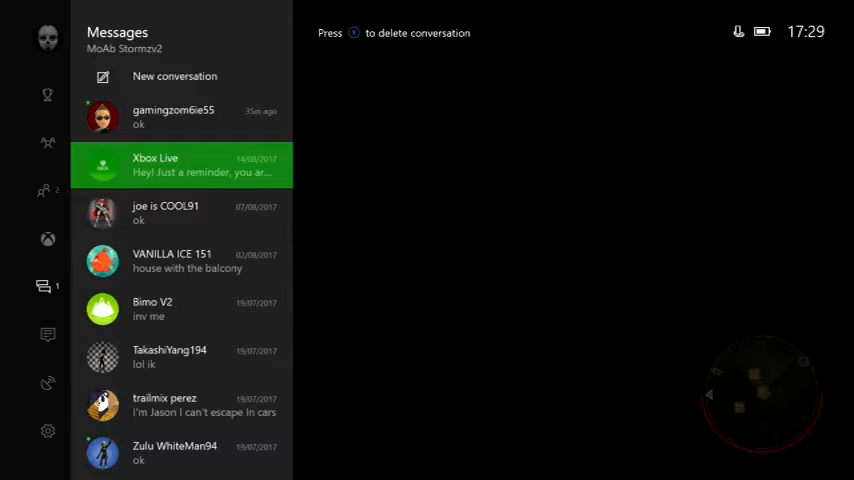 Messages
MoAb Stormzv2
Press X to delete conversation
17:29
New conversation
gamingzom6ie55 35m ago
ok
Xbox Live 14/08/2017
Hey! Just a reminder, you ar...
joe is COOL91 07/08/2017
ok
VANILLA ICE 151 02/08/2017
house with the balcony
2
1
Bimo V2 19/07/2017
inv me
TakashiYang194 19/07/2017
lol ik
trailmix perez 19/07/2017
I'm Jason I can't escape In cars
Zulu WhiteMan94 19/07/2017
ok